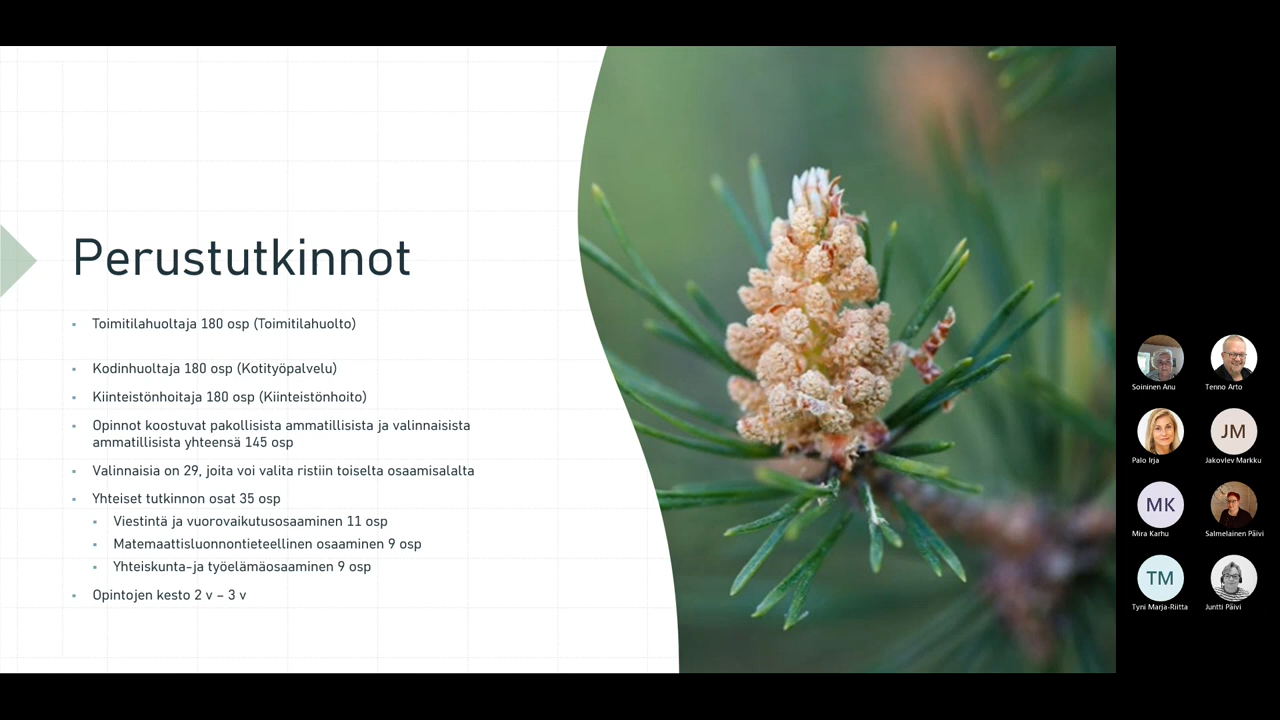 Perustutkinnot
Toimitilahuoltaja 180 osp (Toimitilahuolto)
Kodinhuoltaja 180 osp (Kotityöpalvelu)
Kiinteistönhoitaja 180 osp (Kiinteistönhoito)
Opinnot koostuvat pakollisista ammatillisista ja valinnaisista
ammatillisista yhteensä 145 osp
Valinnaisia on 29, joita voi valita ristiin toiselta osaamisalalta
Yhteiset tutkinnon osat 35 osp
Viestintä ja vuorovaikutusosaaminen 11 osp
Matemaattisluonnontieteellinen osaaminen 9 osp
Yhteiskunta-ja työelämäosaaminen 9 osp
Opintojen kesto 2 v – 3 v
Soininen Anu
Tenno Arto
Palo Irja
JM
Jakovlev Markku
MK
Mira Karhu
Salmelainen Päivi
TM
Tyni Marja-Riitta
Juntti Päivi